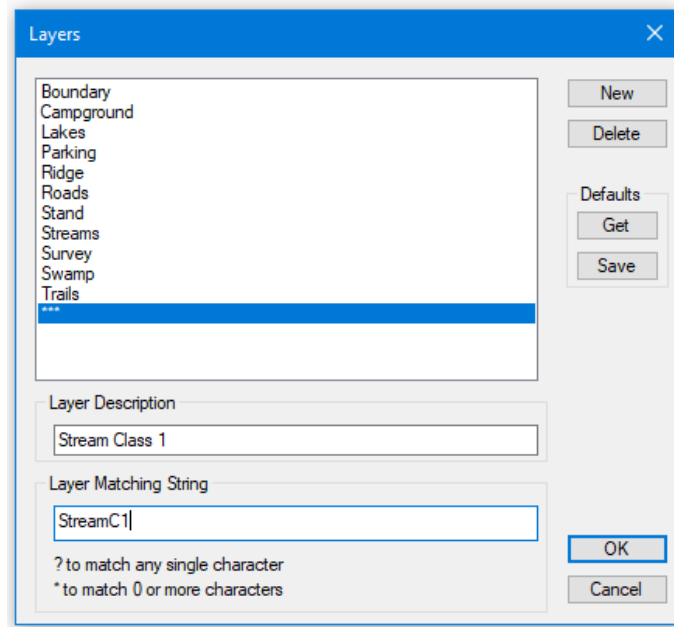 Layers
Boundary
Campground
Lakes
Parking
Ridge
Roads
Stand
Streams
Survey
Swamp
Trails
***
New
Delete
Defaults
Get
Save
Layer Description
Stream Class 1
Layer Matching String
StreamC1
? to match any single character
* to match 0 or more characters
OK
Cancel